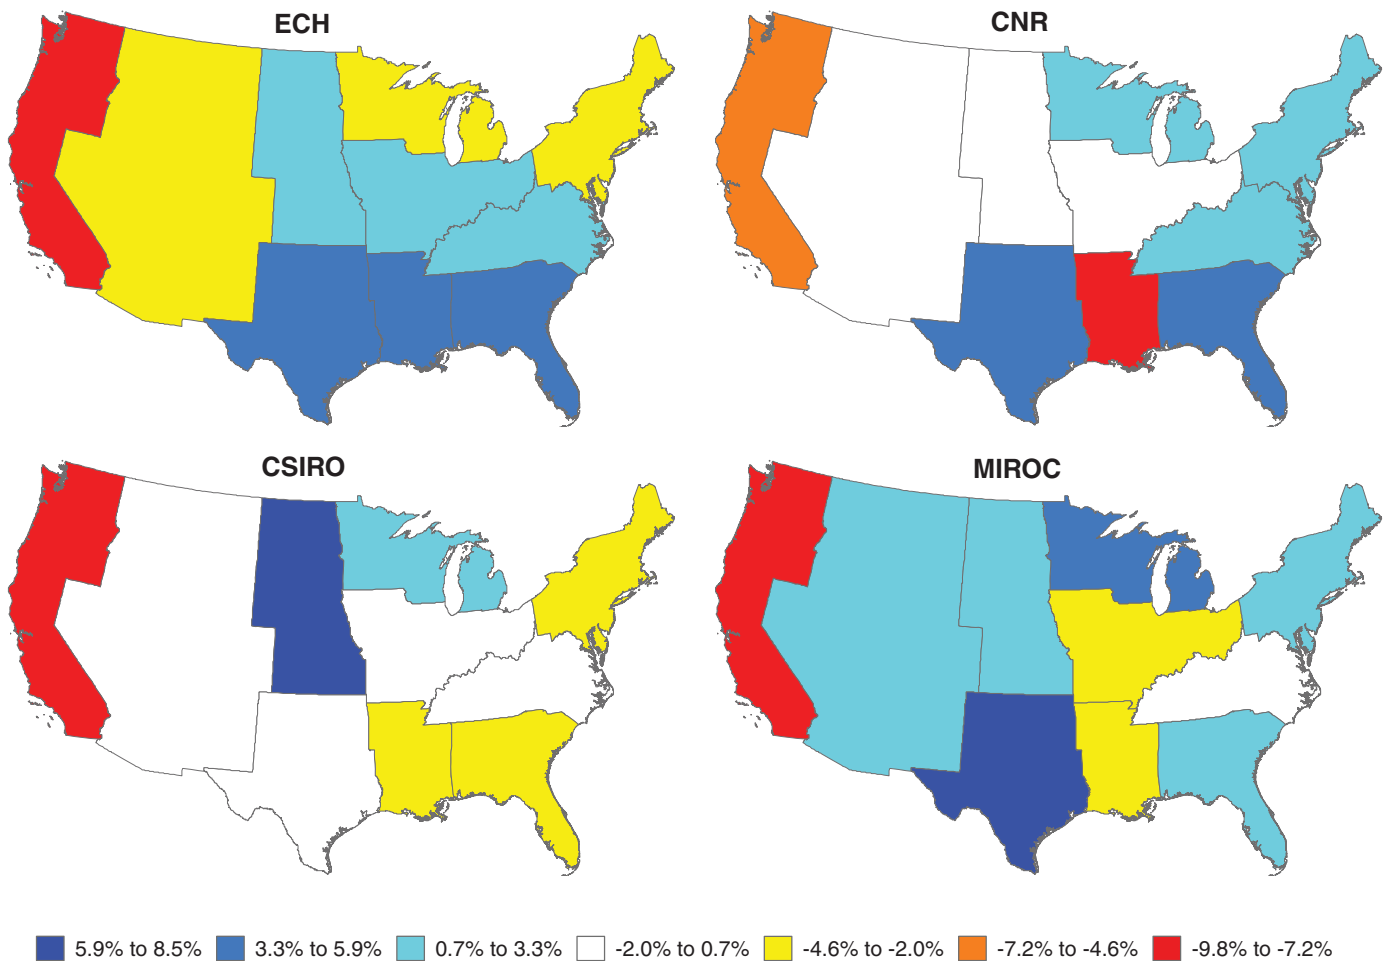 ECH
CNR
CSIRO
MIROC
5.9% to 8.5% 3.3% to 5.9% 0.7% to 3.3% -2.0% to 0.7% -4.6% to -2.0% -7.2% to -4.6% -9.8% to -7.2%